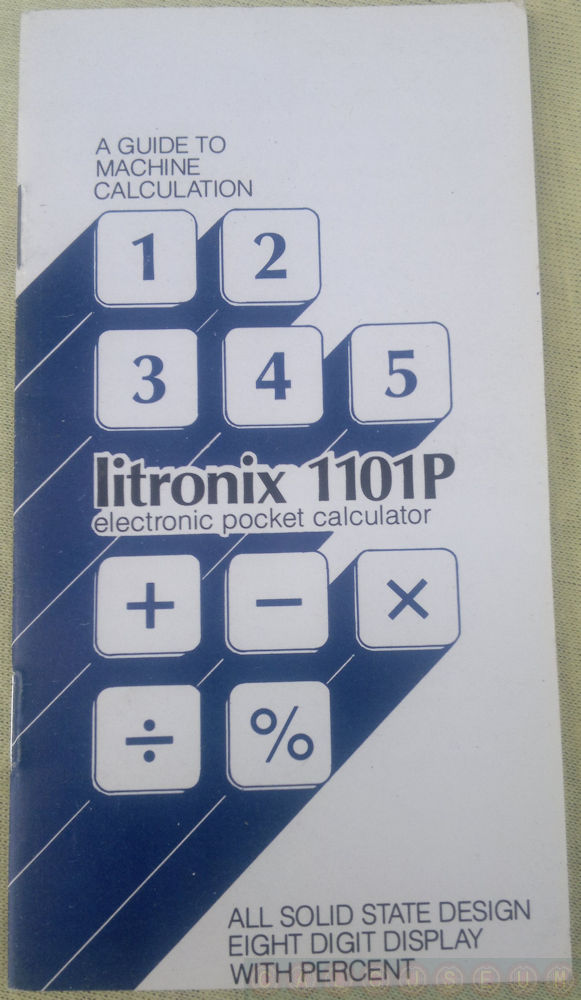 A GUIDE TO
MACHINE
CALCULATION
1 2
3 4 5
litronix 1101P
electronic pocket calculator
+ − ×
÷ %
ALL SOLID STATE DESIGN
EIGHT DIGIT DISPLAY
WITH PERCENT